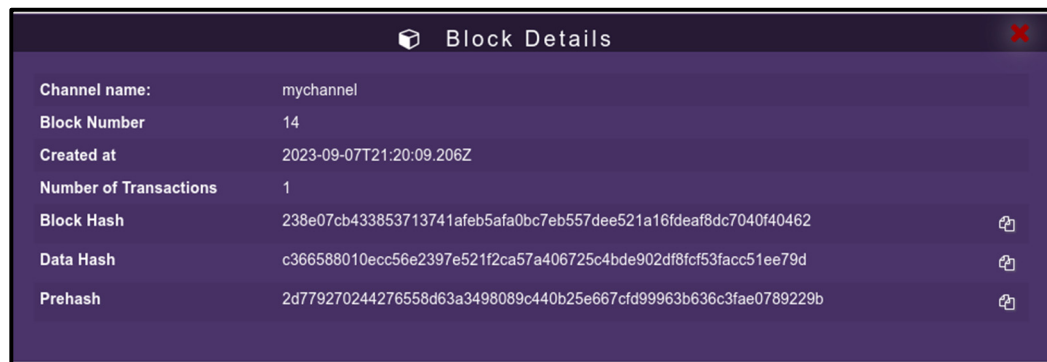 Block Details
Channel name: mychannel
Block Number 14
Created at 2023-09-07T21:20:09.206Z
Number of Transactions 1
Block Hash 238e07cb433853713741afeb5afa0bc7eb557dee521a16fdeaf8dc7040f40462
Data Hash c366588010ecc56e2397e521f2ca57a406725c4bde902df8fcf53facc51ee79d
Prehash 2d779270244276558d63a3498089c440b25e667cfd99963b636c3fae0789229b